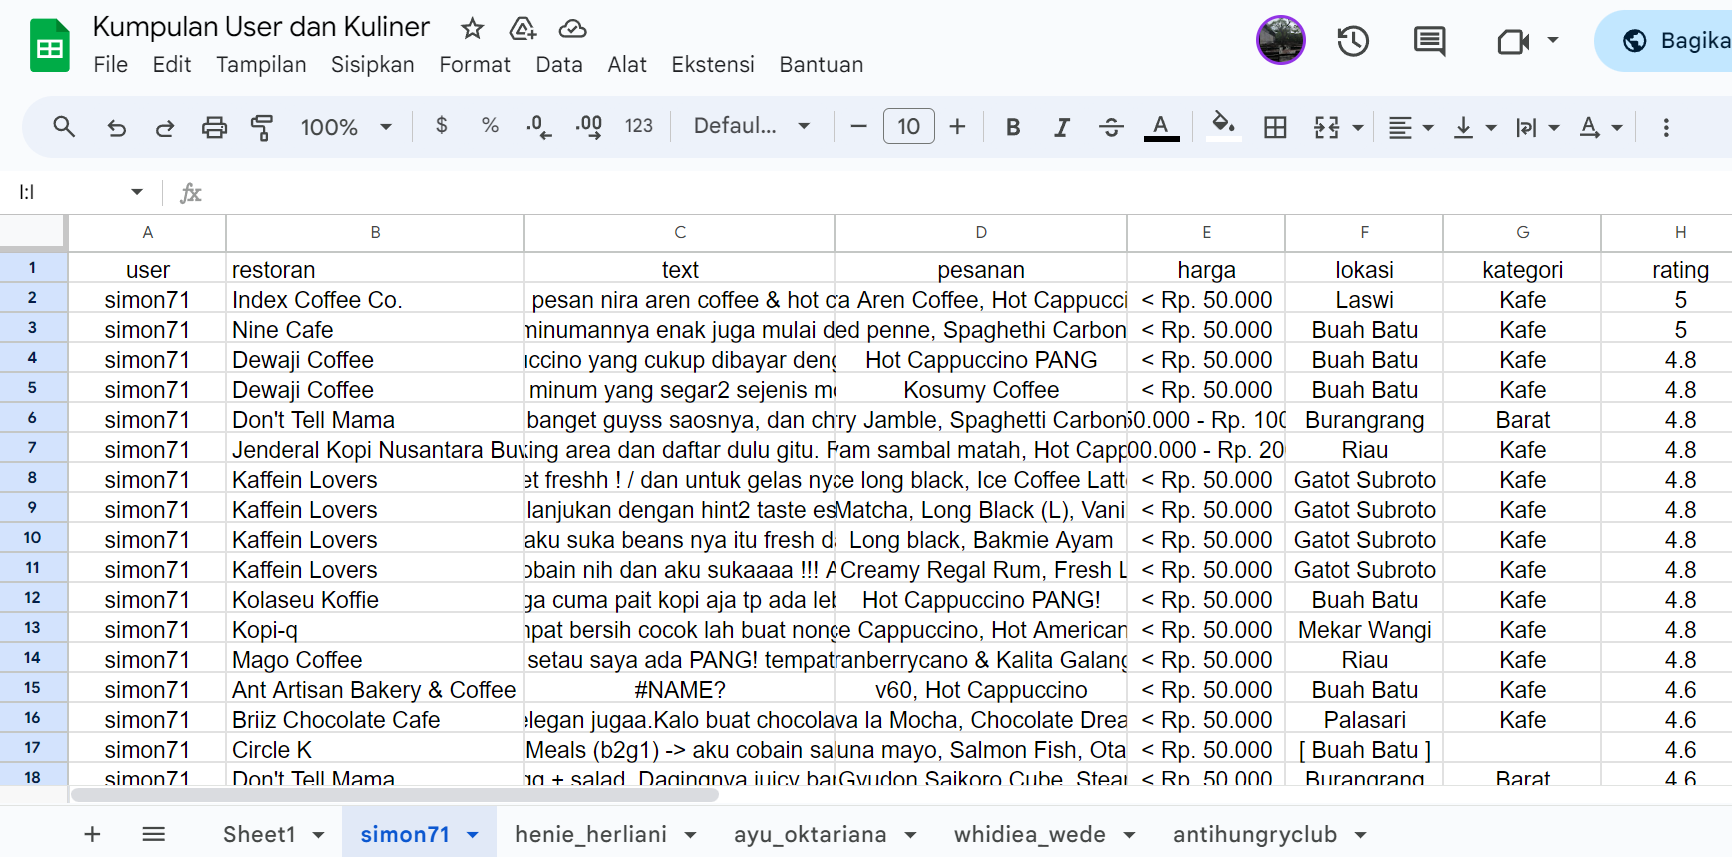 Kumpulan User dan Kuliner
Bagika
File Edit Tampilan Sisipkan Format Data Alat Ekstensi Bantuan
100% $ % .0 .00 123 Defaul... 10 B I A A
I:I fx
A B C D E F G H
1 user restoran text pesanan harga lokasi kategori rating
2 simon71 Index Coffee Co. pesan nira aren coffee & hot ca Aren Coffee, Hot Cappucci < Rp. 50.000 Laswi Kafe 5
3 simon71 Nine Cafe minumannya enak juga mulai ded penne, Spaghethi Carbon < Rp. 50.000 Buah Batu Kafe 5
4 simon71 Dewaji Coffee uccino yang cukup dibayar deng Hot Cappuccino PANG < Rp. 50.000 Buah Batu Kafe 4.8
5 simon71 Dewaji Coffee minum yang segar2 sejenis mo Kosumy Coffee < Rp. 50.000 Buah Batu Kafe 4.8
6 simon71 Don't Tell Mama banget guyss saosnya, dan chry Jamble, Spaghetti Carbon 50.000 - Rp. 100 Burangrang Barat 4.8
7 simon71 Jenderal Kopi Nusantara Bu king area dan daftar dulu gitu. F am sambal matah, Hot Capp 00.000 - Rp. 20 Riau Kafe 4.8
8 simon71 Kaffein Lovers et freshh ! / dan untuk gelas ny ce long black, Ice Coffee Latt < Rp. 50.000 Gatot Subroto Kafe 4.8
9 simon71 Kaffein Lovers lanjukan dengan hint2 taste es Matcha, Long Black (L), Vani < Rp. 50.000 Gatot Subroto Kafe 4.8
10 simon71 Kaffein Lovers aku suka beans nya itu fresh d Long black, Bakmie Ayam < Rp. 50.000 Gatot Subroto Kafe 4.8
11 simon71 Kaffein Lovers obain nih dan aku sukaaaa !!! A Creamy Regal Rum, Fresh L < Rp. 50.000 Gatot Subroto Kafe 4.8
12 simon71 Kolaseu Koffie ga cuma pait kopi aja tp ada leb Hot Cappuccino PANG! < Rp. 50.000 Buah Batu Kafe 4.8
13 simon71 Kopi-q pat bersih cocok lah buat nong e Cappuccino, Hot American < Rp. 50.000 Mekar Wangi Kafe 4.8
14 simon71 Mago Coffee setau saya ada PANG! tempat ranberrycano & Kalita Galang < Rp. 50.000 Riau Kafe 4.8
15 simon71 Ant Artisan Bakery & Coffee #NAME? v60, Hot Cappuccino < Rp. 50.000 Buah Batu Kafe 4.6
16 simon71 Briiz Chocolate Cafe elegan jugaa.Kalo buat chocola va la Mocha, Chocolate Drea < Rp. 50.000 Palasari Kafe 4.6
17 simon71 Circle K Meals (b2g1) -> aku cobain sa una mayo, Salmon Fish, Ota < Rp. 50.000 [ Buah Batu ] 4.6
18 simon71 Don't Tell Mama gg + salad. Dagingnya juicy ba Gyudon Saikoro Cube, Stea < Rp. 50.000 Burangrang Barat 4.6
Sheet1 simon71 henie_herliani ayu_oktariana whidiea_wede antihungryclub